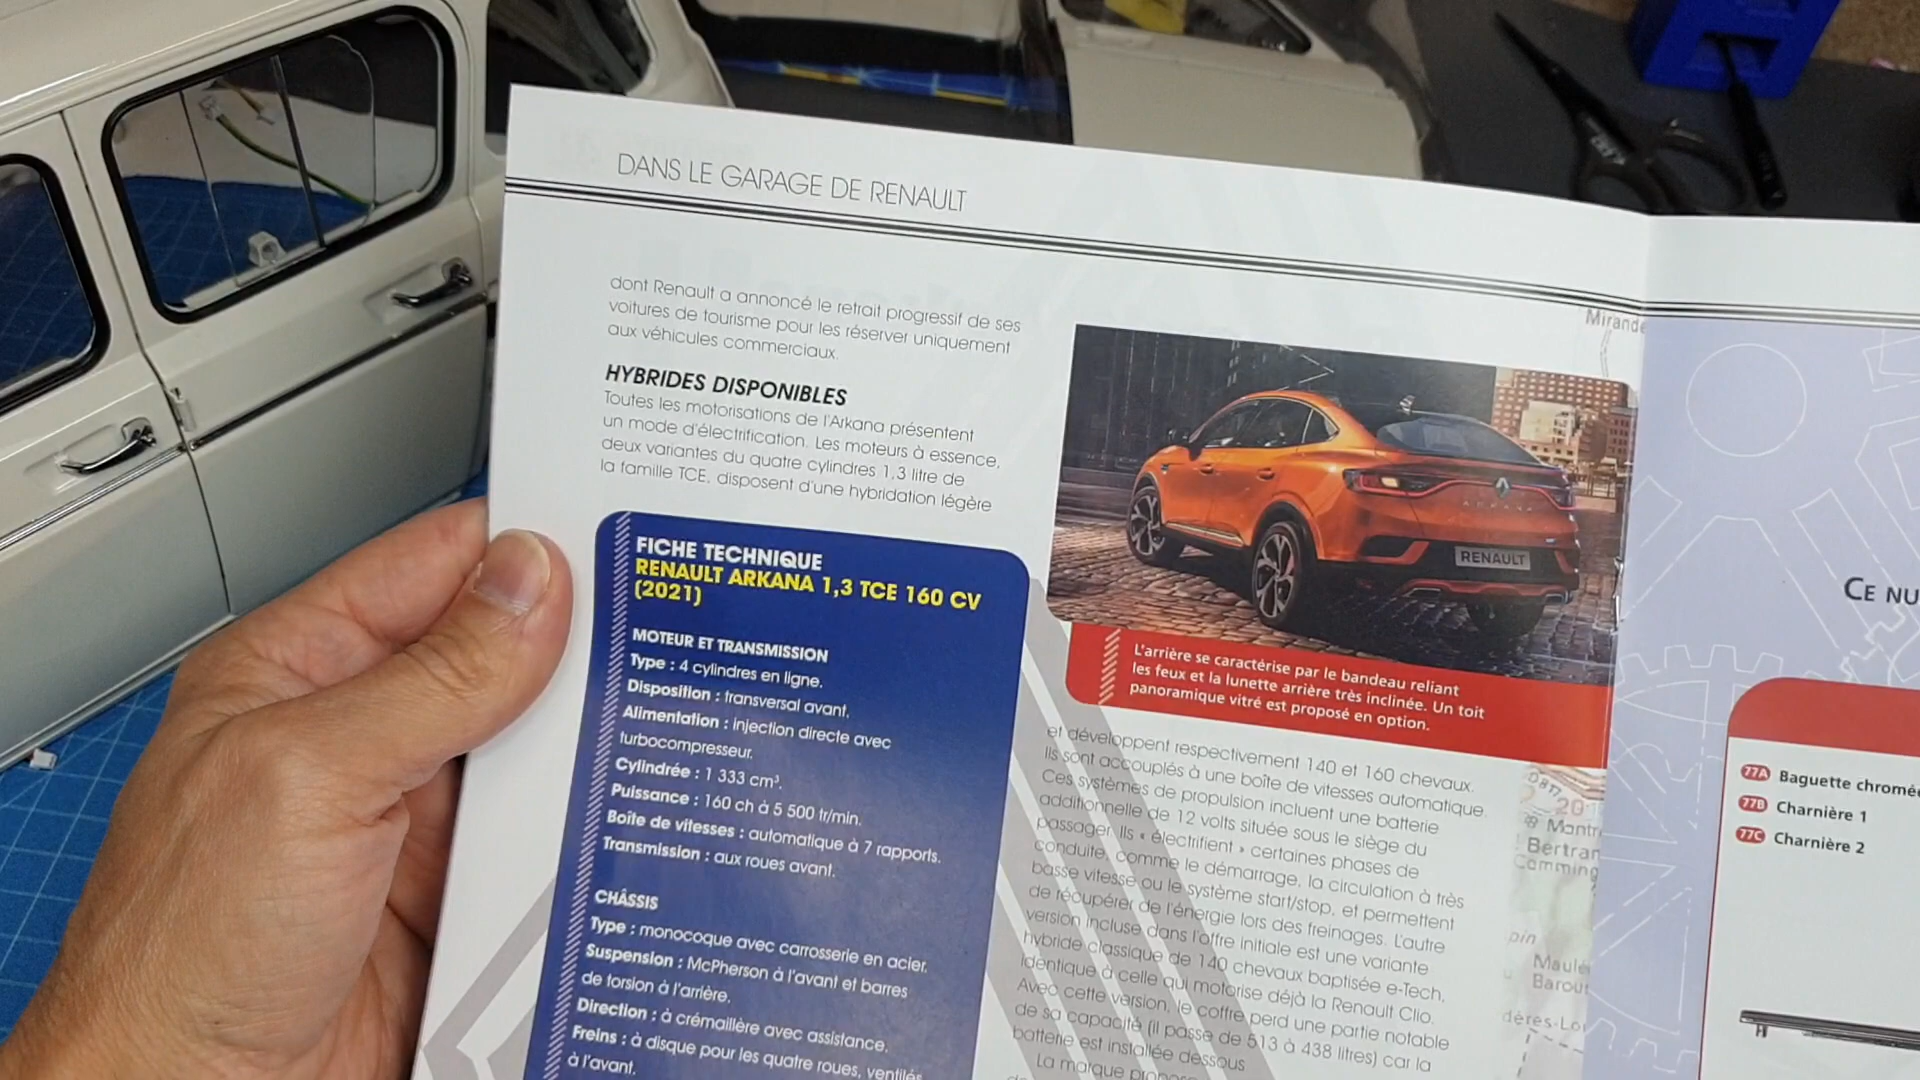 DANS LE GARAGE DE RENAULT
dont Renault a annoncé le retrait progressif de ses
voitures de tourisme pour les réserver uniquement
aux véhicules commerciaux.
HYBRIDES DISPONIBLES
Toutes les motorisations de l'Arkana présentent
un mode d'électrification. Les moteurs à essence,
deux variantes du quatre cylindres 1,3 litre de
la famille TCE, disposent d'une hybridation légère
FICHE TECHNIQUE
RENAULT ARKANA 1,3 TCE 160 CV
(2021)
MOTEUR ET TRANSMISSION
Type : 4 cylindres en ligne.
Disposition : transversal avant.
Alimentation : injection directe avec
turbocompresseur.
Cylindrée : 1 333 cm³.
Puissance : 160 ch à 5 500 tr/min.
Boîte de vitesses : automatique à 7 rapports.
Transmission : aux roues avant.
CHÂSSIS
Type : monocoque avec carrosserie en acier.
Suspension : McPherson à l'avant et barres
de torsion à l'arrière.
Direction : à crémaillère avec assistance.
Freins : à disque pour les quatre roues, ventilés
à l'avant.
ARKANA
RENAULT
L'arrière se caractérise par le bandeau reliant
les feux et la lunette arrière très inclinée. Un toit
panoramique vitré est proposé en option.
et développent respectivement 140 et 160 chevaux.
Ils sont accouplés à une boîte de vitesses automatique.
Ces systèmes de propulsion incluent une batterie
additionnelle de 12 volts située sous le siège du
passager. Ils « électrifient » certaines phases de
conduite, comme le démarrage, la circulation à très
basse vitesse ou le système start/stop, et permettent
de récupérer de l'énergie lors des freinages. L'autre
version incluse dans l'offre initiale est une variante
hybride classique de 140 chevaux baptisée e-Tech,
identique à celle qui motorise déjà la Renault Clio.
Avec cette version, le coffre perd une partie notable
de sa capacité (il passe de 513 à 438 litres) car la
batterie est installée dessous
La marque
Mirande
D817
20
Montr
Bertran
Comming
pin
Maulé
Barou
dères-Lo
CE NU
77A Baguette chromée
77B Charnière 1
77C Charnière 2